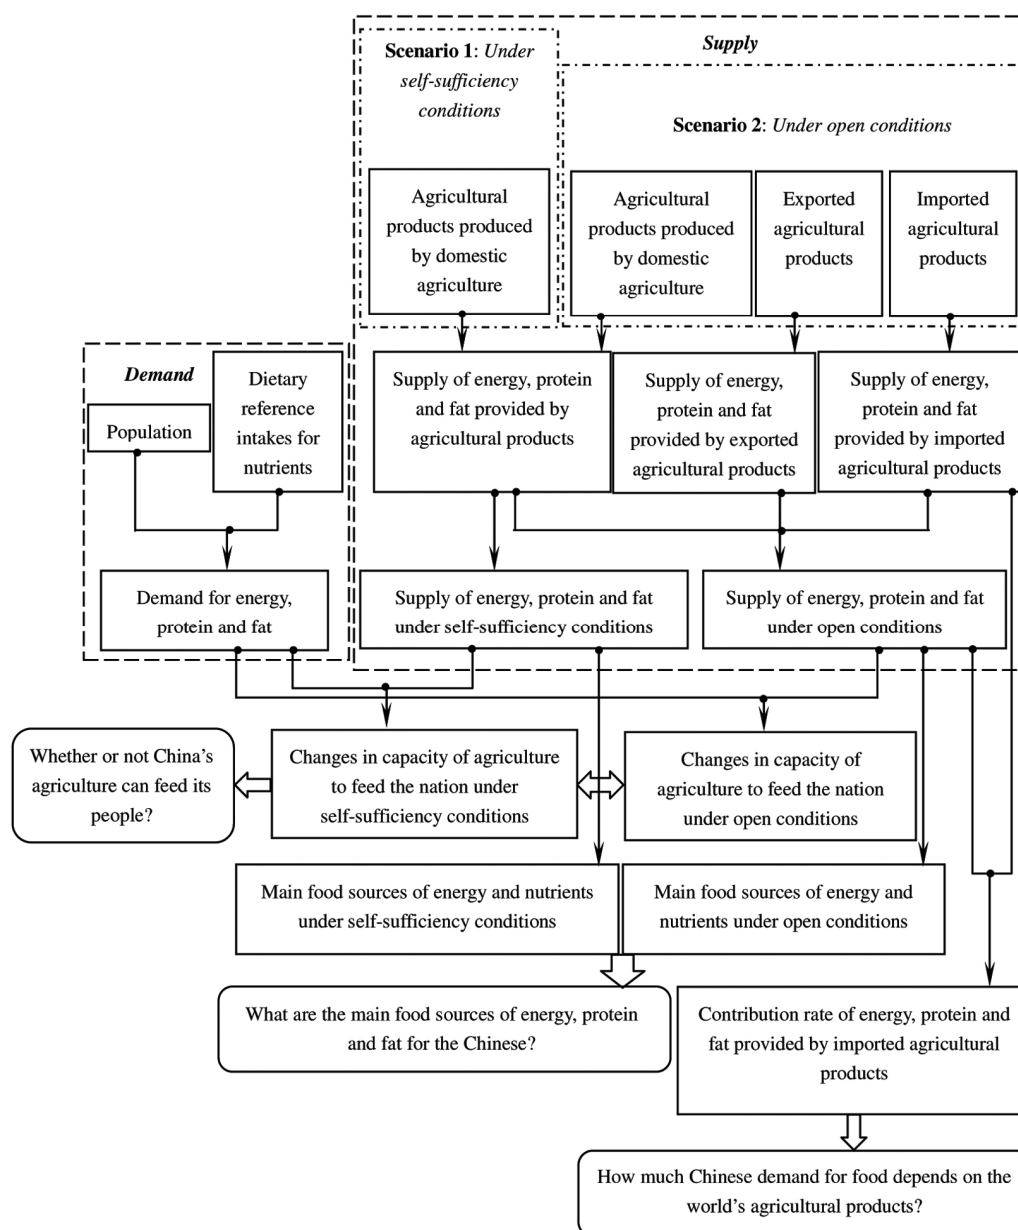 Supply
Scenario 1: Under
self-sufficiency
conditions
Scenario 2: Under open conditions
Agricultural
products produced
by domestic
agriculture
Agricultural
products produced
by domestic
agriculture
Exported
agricultural
products
Imported
agricultural
products
Demand
Population
Dietary
reference
intakes for
nutrients
Supply of energy, protein
and fat provided by
agricultural products
Supply of energy,
protein and fat
provided by exported
agricultural products
Supply of energy,
protein and fat
provided by imported
agricultural products
Demand for energy,
protein and fat
Supply of energy, protein and fat
under self-sufficiency conditions
Supply of energy, protein and fat
under open conditions
Whether or not China's
agriculture can feed its
people?
Changes in capacity of agriculture
to feed the nation under
self-sufficiency conditions
Changes in capacity of
agriculture to feed the nation
under open conditions
Main food sources of energy and nutrients
under self-sufficiency conditions
Main food sources of energy and
nutrients under open conditions
What are the main food sources of energy, protein
and fat for the Chinese?
Contribution rate of energy, protein and
fat provided by imported agricultural
products
How much Chinese demand for food depends on the
world's agricultural products?